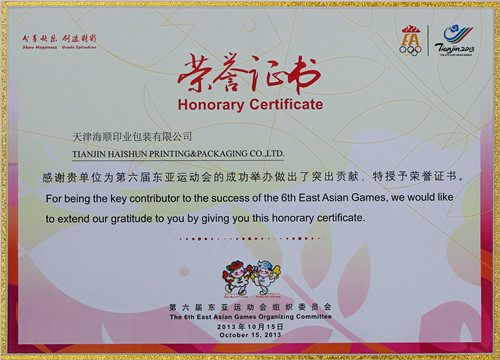 分享快乐 创造精彩
Share Happiness Create Splendour
Tianjin 2013
荣誉证书
Honorary Certificate
天津海顺印业包装有限公司
TIANJIN HAISHUN PRINTING&PACKAGING CO.,LTD.
感谢贵单位为第六届东亚运动会的成功举办做出了突出贡献，特授予荣誉证书。
For being the key contributor to the success of the 6th East Asian Games, we would like
to extend our gratitude to you by giving you this honorary certificate.
第六届东亚运动会组织委员会
The 6th East Asian Games Organizing Committee
2013年10月15日
October 15, 2013